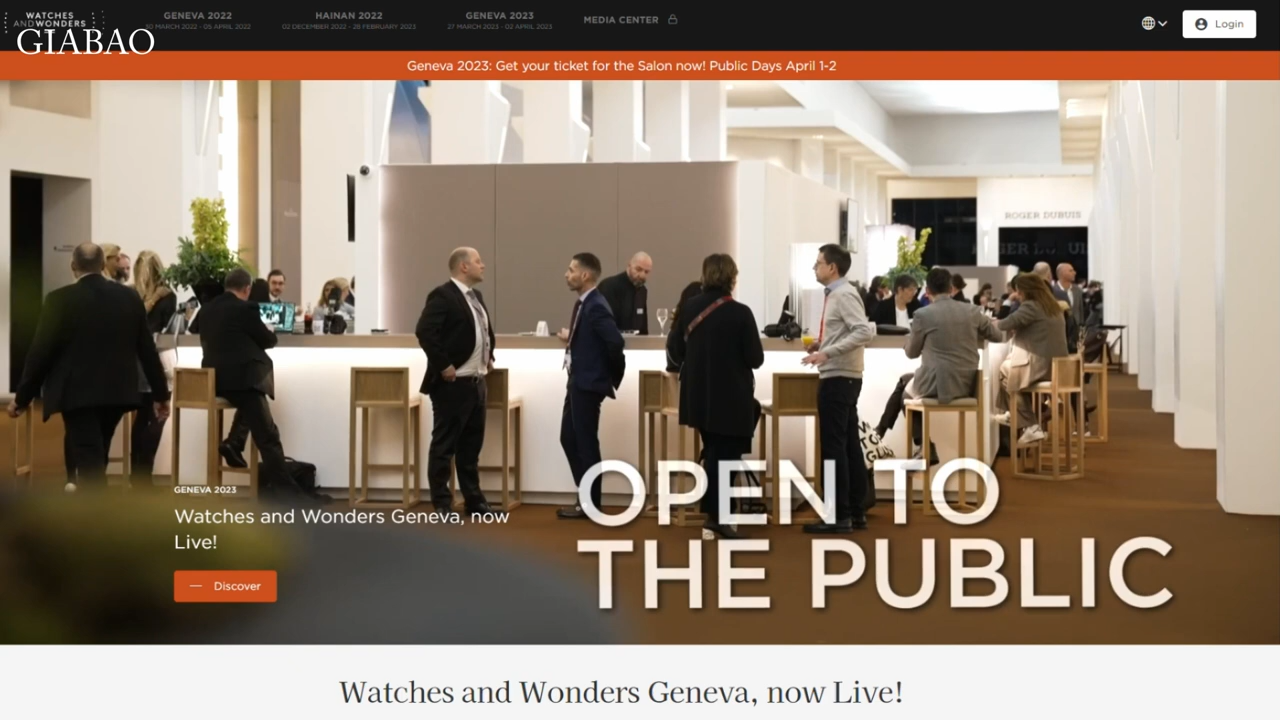 WATCHES
AND WONDERS
GIABAO
GENEVA 2022
30 MARCH 2022 - 05 APRIL 2022
HAINAN 2022
02 DECEMBER 2022 - 28 FEBRUARY 2023
GENEVA 2023
27 MARCH 2023 - 02 APRIL 2023
MEDIA CENTER
Login
Geneva 2023: Get your ticket for the Salon now! Public Days April 1-2
ROGER DUBUIS
GENEVA 2023
Watches and Wonders Geneva, now
Live!
Discover
OPEN TO
THE PUBLIC
Watches and Wonders Geneva, now Live!